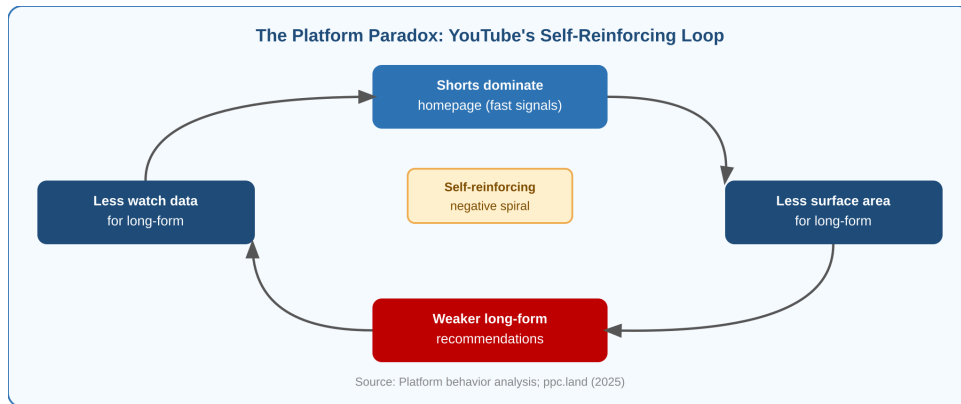 The Platform Paradox: YouTube's Self-Reinforcing Loop
Shorts dominate
homepage (fast signals)
Less watch data
for long-form
Self-reinforcing
negative spiral
Less surface area
for long-form
Weaker long-form
recommendations
Source: Platform behavior analysis; ppc.land (2025)